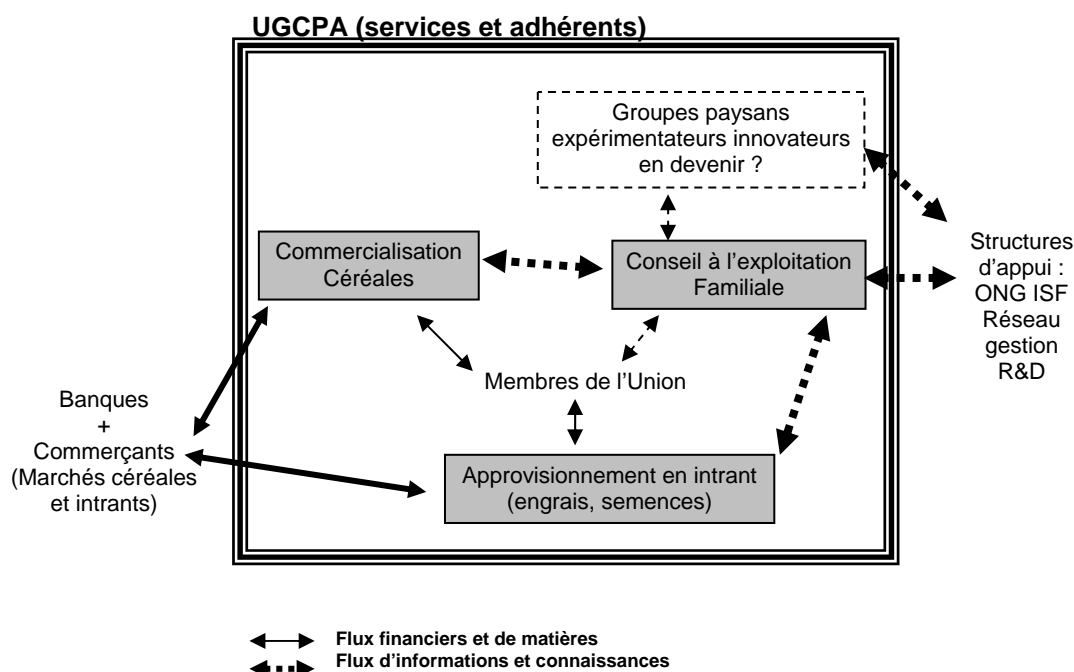 UGCPA (services et adhérents)
Groupes paysans
expérimentateurs innovateurs
en devenir ?
Commercialisation
Céréales
Conseil à l'exploitation
Familiale
Structures
d'appui :
ONG ISF
Réseau
gestion
R&D
Membres de l'Union
Banques
+
Commerçants
(Marchés céréales
et intrants)
Approvisionnement en intrant
(engrais, semences)
Flux financiers et de matières
Flux d'informations et connaissances